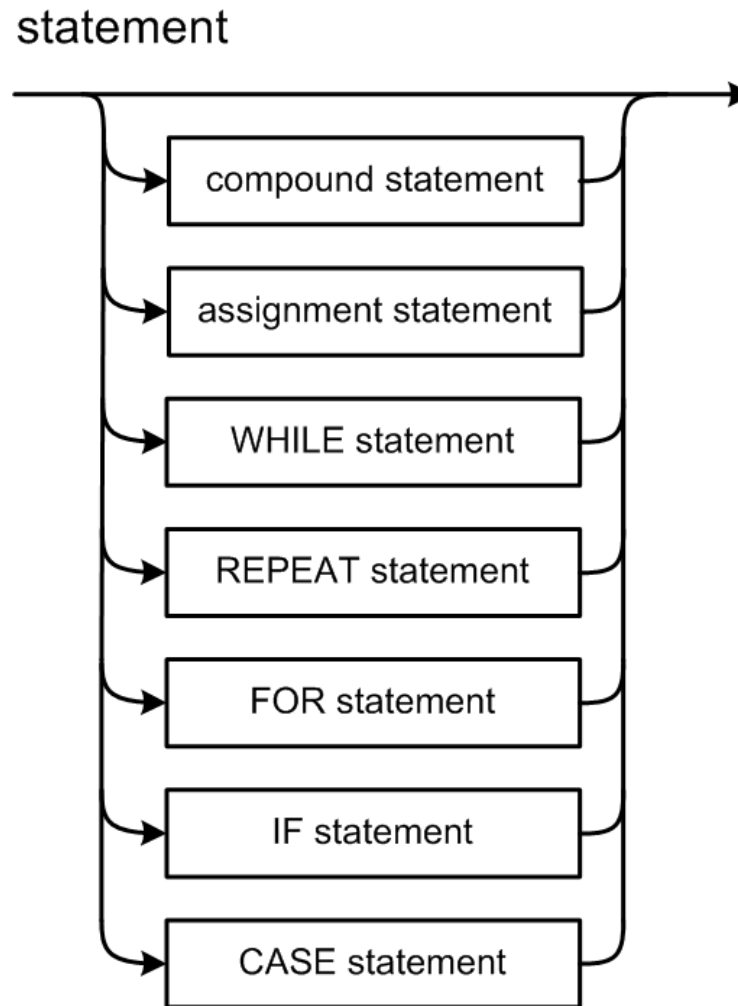 statement
compound statement
assignment statement
WHILE statement
REPEAT statement
FOR statement
IF statement
CASE statement